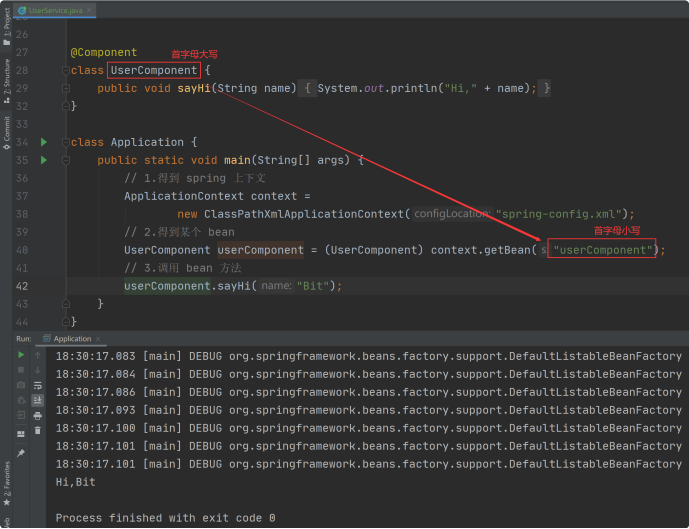 UserService.java ×
1: Project
26
27 @Component
首字母大写
28 class UserComponent {
29 public void sayHi(String name) { System.out.println("Hi," + name); }
32 }
33
34 class Application {
35 public static void main(String[] args) {
36 // 1.得到 spring 上下文
37 ApplicationContext context =
38 new ClassPathXmlApplicationContext( configLocation: "spring-config.xml");
39 // 2.得到某个 bean
首字母小写
40 UserComponent userComponent = (UserComponent) context.getBean( s: "userComponent");
41 // 3.调用 bean 方法
42 userComponent.sayHi( name: "Bit");
43 }
44 }
Z: Structure
Commit
Run: Application ×
18:30:17.083 [main] DEBUG org.springframework.beans.factory.support.DefaultListableBeanFactory
18:30:17.084 [main] DEBUG org.springframework.beans.factory.support.DefaultListableBeanFactory
18:30:17.086 [main] DEBUG org.springframework.beans.factory.support.DefaultListableBeanFactory
18:30:17.093 [main] DEBUG org.springframework.beans.factory.support.DefaultListableBeanFactory
18:30:17.100 [main] DEBUG org.springframework.beans.factory.support.DefaultListableBeanFactory
18:30:17.101 [main] DEBUG org.springframework.beans.factory.support.DefaultListableBeanFactory
18:30:17.101 [main] DEBUG org.springframework.beans.factory.support.DefaultListableBeanFactory
Hi,Bit
Process finished with exit code 0
2: Favorites